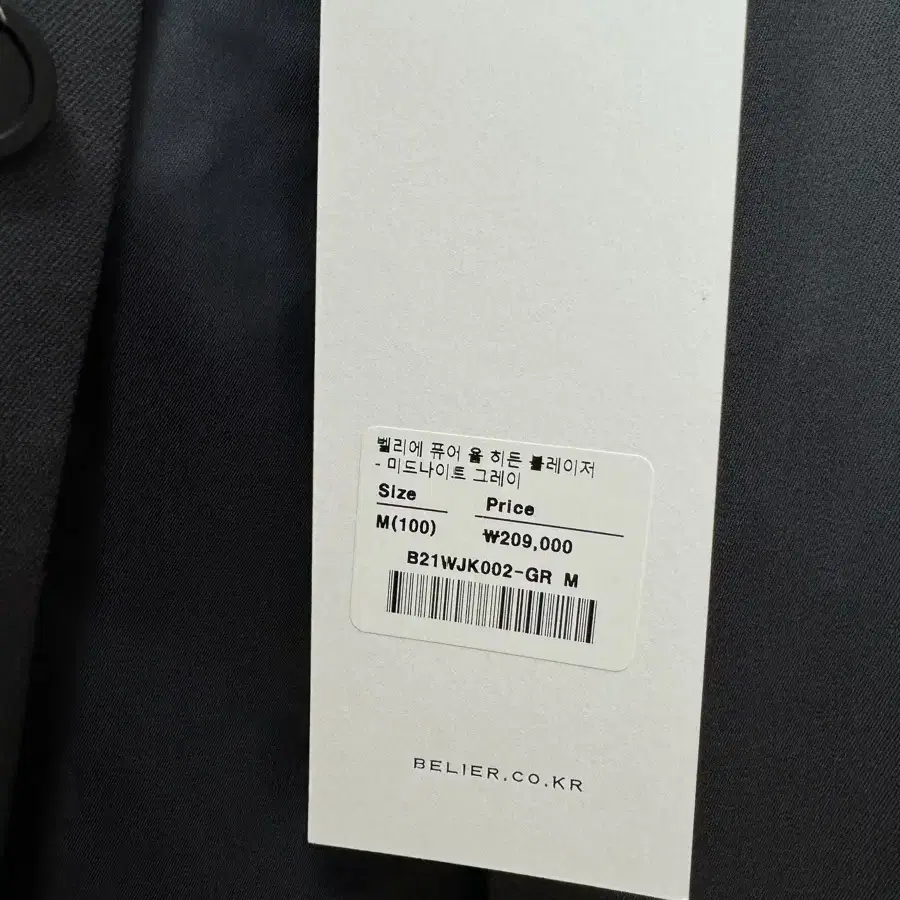 벨리에 퓨어 울 히든 블레이저
- 미드나이트 그레이
Size Price
M(100) ₩209,000
B21WJK002-GR M
BELIER.CO.KR